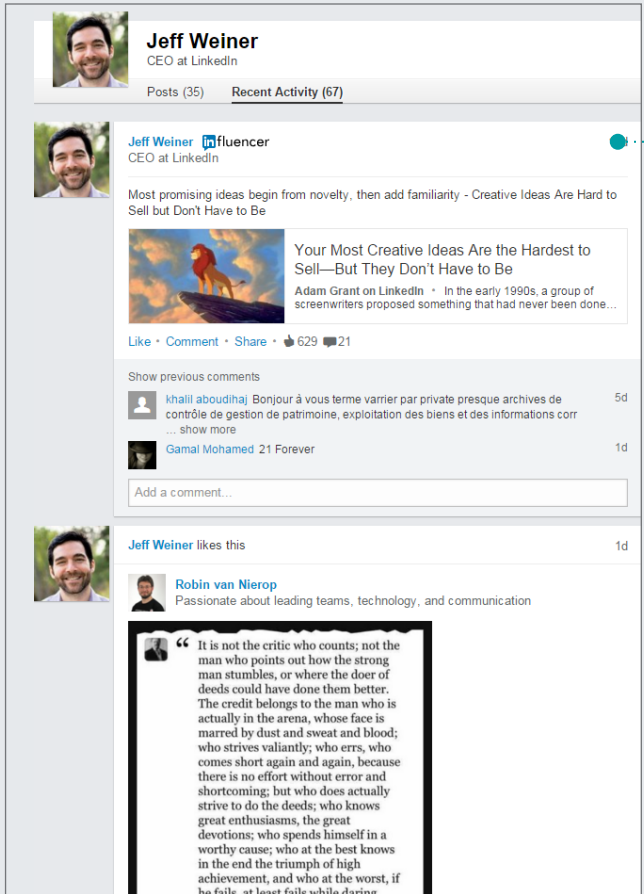 Jeff Weiner
CEO at LinkedIn
Posts (35) Recent Activity (67)
Jeff Weiner influencer
CEO at LinkedIn
Most promising ideas begin from novelty, then add familiarity - Creative Ideas Are Hard to
Sell but Don't Have to Be
Your Most Creative Ideas Are the Hardest to
Sell—But They Don't Have to Be
Adam Grant on LinkedIn • In the early 1990s, a group of
screenwriters proposed something that had never been done...
Like • Comment • Share • 629 21
Show previous comments
khalil aboudihaj Bonjour á vous terme varrier par private presque archives de 5d
contrôle de gestion de patrimoine, exploitation des biens et des informations corr
... show more
Gamal Mohamed 21 Forever 1d
Add a comment...
Jeff Weiner likes this 1d
Robin van Nierop
Passionate about leading teams, technology, and communication
“ It is not the critic who counts; not the
man who points out how the strong
man stumbles, or where the doer of
deeds could have done them better.
The credit belongs to the man who is
actually in the arena, whose face is
marred by dust and sweat and blood;
who strives valiantly; who errs, who
comes short again and again, because
there is no effort without error and
shortcoming; but who does actually
strive to do the deeds; who knows
great enthusiasms, the great
devotions; who spends himself in a
worthy cause; who at the best knows
in the end the triumph of high
achievement, and who at the worst, if
he fails, at least fails while daring